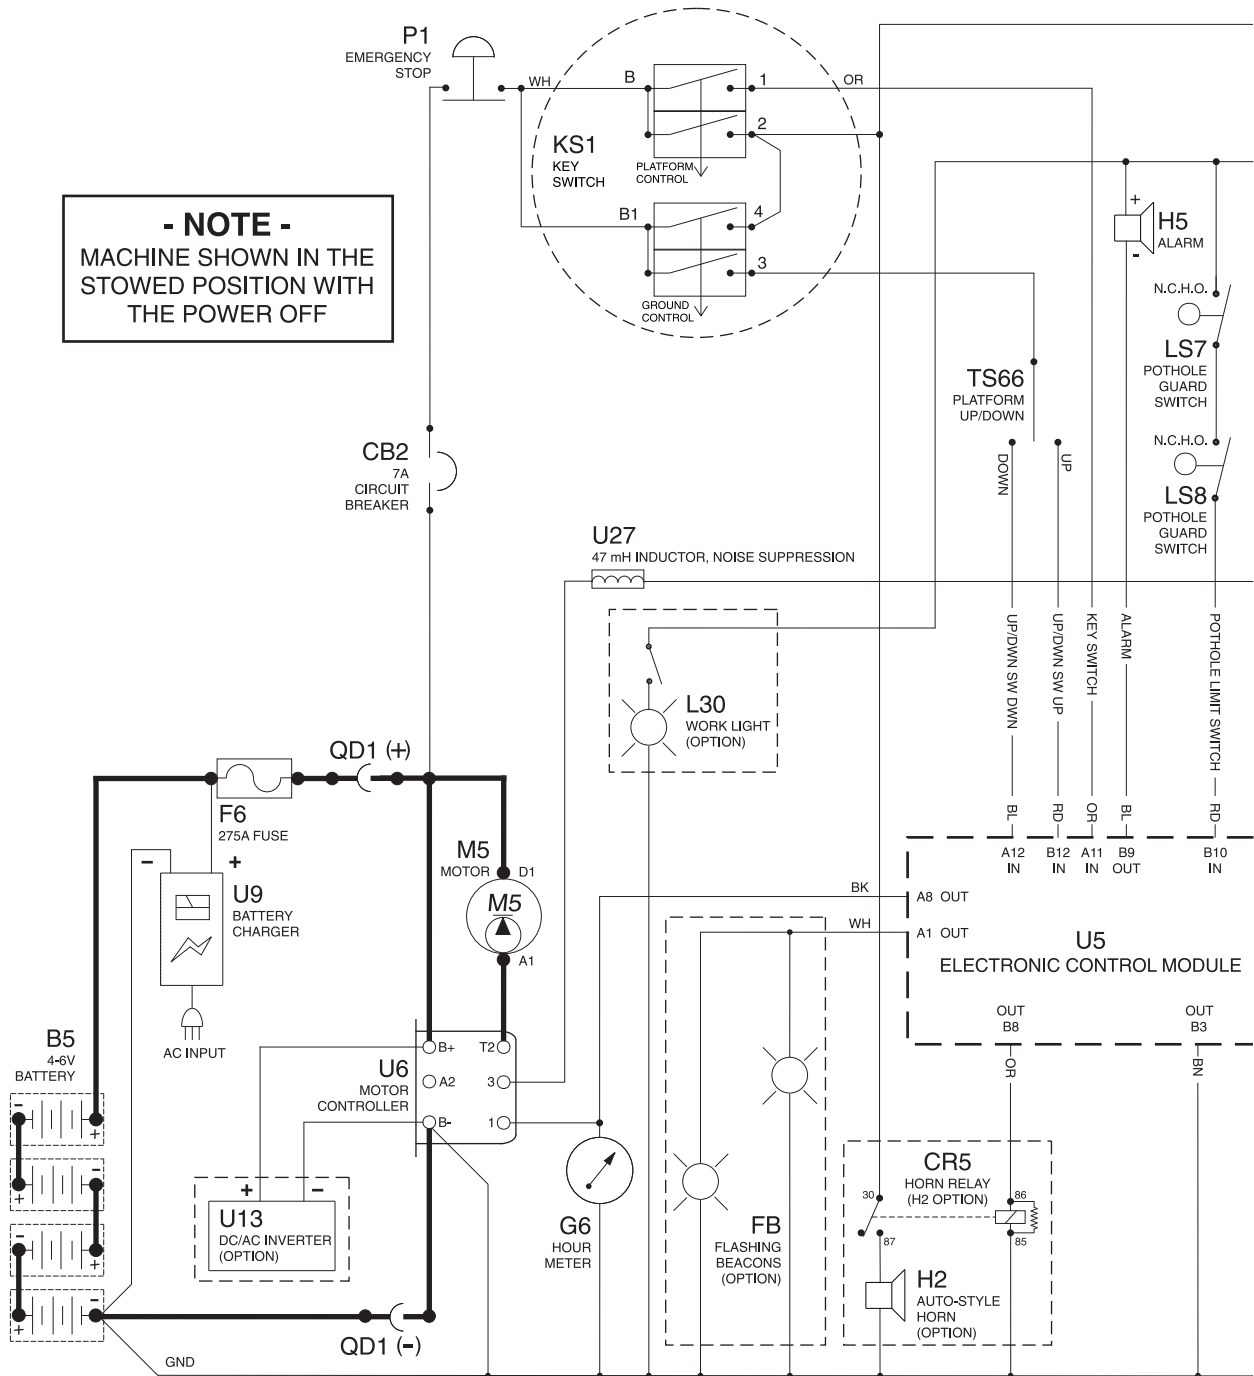 P1
EMERGENCY
STOP
WH
B
1
OR
2
KS1
KEY
SWITCH
PLATFORM
CONTROL
B1
4
3
GROUND
CONTROL
- NOTE -
MACHINE SHOWN IN THE
STOWED POSITION WITH
THE POWER OFF
+
H5
ALARM
-
N.C.H.O.
LS7
POTHOLE
GUARD
SWITCH
TS66
PLATFORM
UP/DOWN
DOWN
UP
N.C.H.O.
LS8
POTHOLE
GUARD
SWITCH
CB2
7A
CIRCUIT
BREAKER
U27
47 mH INDUCTOR, NOISE SUPPRESSION
UP/DWN SW DWN
UP/DWN SW UP
KEY SWITCH
ALARM
POTHOLE LIMIT SWITCH
L30
WORK LIGHT
(OPTION)
QD1 (+)
F6
275A FUSE
BL
RD
OR
BL
RD
- +
U9
BATTERY
CHARGER
AC INPUT
M5
MOTOR
D1
M5
A1
A12
IN
B12
IN
A11
IN
B9
OUT
B10
IN
BK
A8 OUT
WH
A1 OUT
U5
ELECTRONIC CONTROL MODULE
OUT
B8
OUT
B3
OR
BN
B5
4-6V
BATTERY
-
+
-
+
-
+
-
+
U6
MOTOR
CONTROLLER
B+
T2
A2
3
B-
1
+ -
U13
DC/AC INVERTER
(OPTION)
G6
HOUR
METER
FB
FLASHING
BEACONS
(OPTION)
CR5
HORN RELAY
(H2 OPTION)
30
87
86
85
H2
AUTO-STYLE
HORN
(OPTION)
QD1 (-)
GND